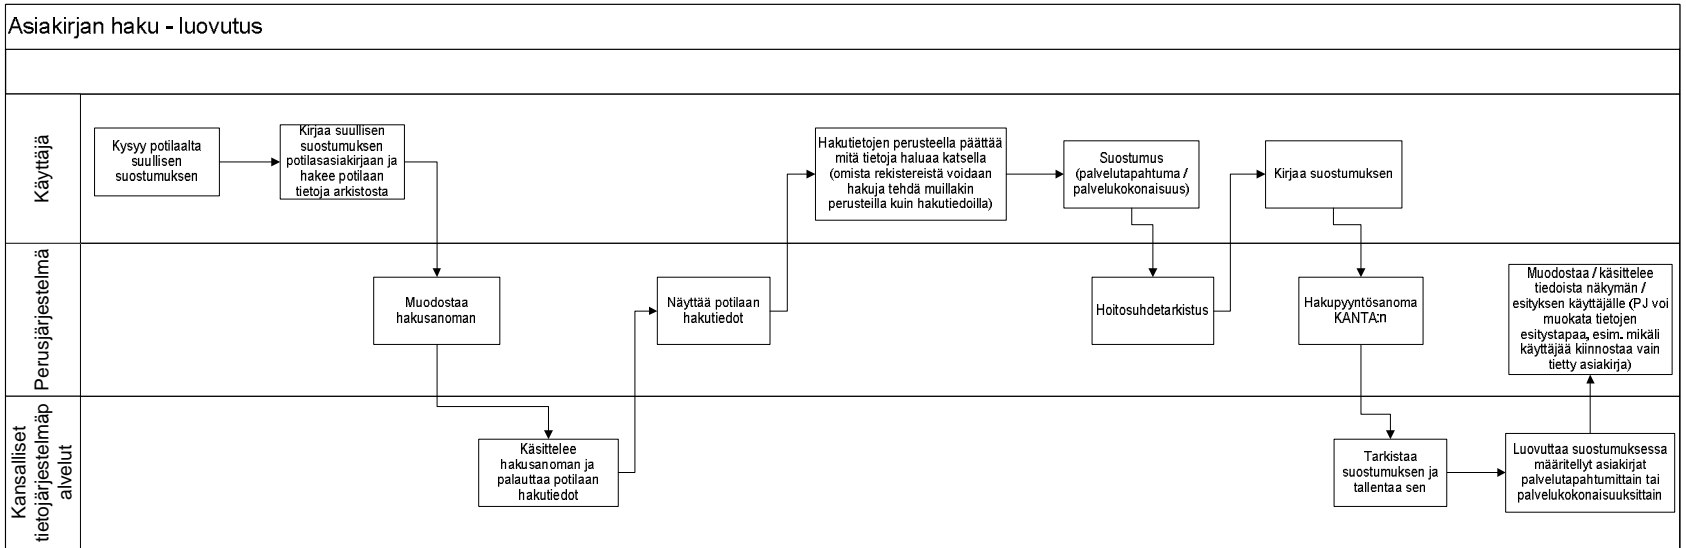 Asiakirjan haku - luovutus
Käyttäjä
Kysyy potilaalta
suullisen
suostumuksen
Kirjaa suullisen
suostumuksen
potilasasiakirjaan ja
hakee potilaan
tietoja arkistosta
Hakutietojen perusteella päättää
mitä tietoja haluaa katsella
(omista rekistereistä voidaan
hakuja tehdä muillakin
perusteilla kuin hakutiedoilla)
Suostumus
(palvelutapahtuma /
palvelukokonaisuus)
Kirjaa suostumuksen
Perusjärjestelmä
Muodostaa
hakusanoman
Näyttää potilaan
hakutiedot
Hoitosuhdetarkistus
Hakupyyntösanoma
KANTA:n
Muodostaa / käsittelee
tiedoista näkymän /
esityksen käyttäjälle (PJ voi
muokata tietojen
esitystapaa, esim. mikäli
käyttäjää kiinnostaa vain
tietty asiakirja)
Kansalliset
tietojärjestelmäp
alvelut
Käsittelee
hakusanoman ja
palauttaa potilaan
hakutiedot
Tarkistaa
suostumuksen ja
tallentaa sen
Luovuttaa suostumuksessa
määritellyt asiakirjat
palvelutapahtumittain tai
palvelukokonaisuuksittain